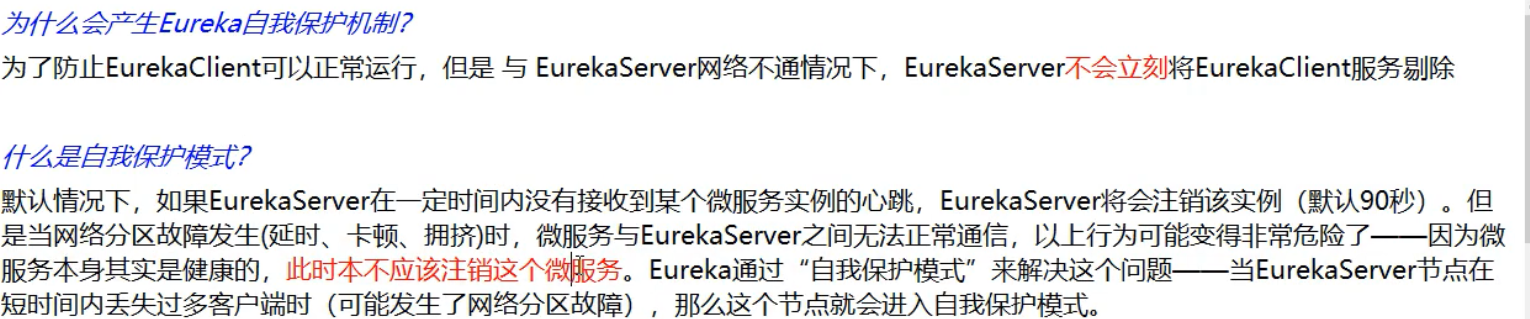 为什么会产生Eureka自我保护机制?
为了防止EurekaClient可以正常运行，但是 与 EurekaServer网络不通情况下，EurekaServer不会立刻将EurekaClient服务剔除
什么是自我保护模式?
默认情况下，如果EurekaServer在一定时间内没有接收到某个微服务实例的心跳，EurekaServer将会注销该实例（默认90秒）。但
是当网络分区故障发生(延时、卡顿、拥挤)时，微服务与EurekaServer之间无法正常通信，以上行为可能变得非常危险了——因为微
服务本身其实是健康的，此时本不应该注销这个微服务。Eureka通过“自我保护模式”来解决这个问题——当EurekaServer节点在
短时间内丢失过多客户端时（可能发生了网络分区故障），那么这个节点就会进入自我保护模式。